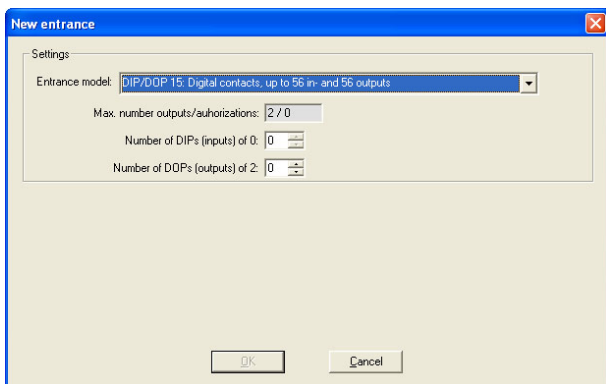 New entrance
Settings
Entrance model: DIP/DOP 15: Digital contacts, up to 56 in- and 56 outputs
Max. number outputs/auhorizations: 2 / 0
Number of DIPs (inputs) of 0: 0
Number of DOPs (outputs) of 2: 0
OK Cancel